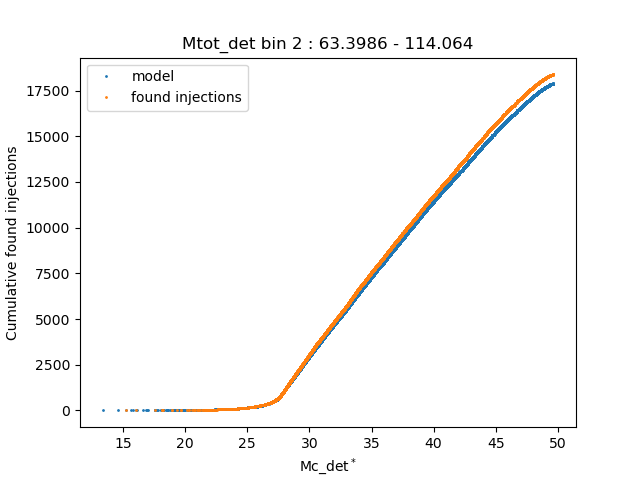 Mtot_det bin 2 : 63.3986 - 114.064
model
found injections
17500
15000
12500
10000
7500
5000
2500
0
Cumulative found injections
15 20 25 30 35 40 45 50
Mc_det*